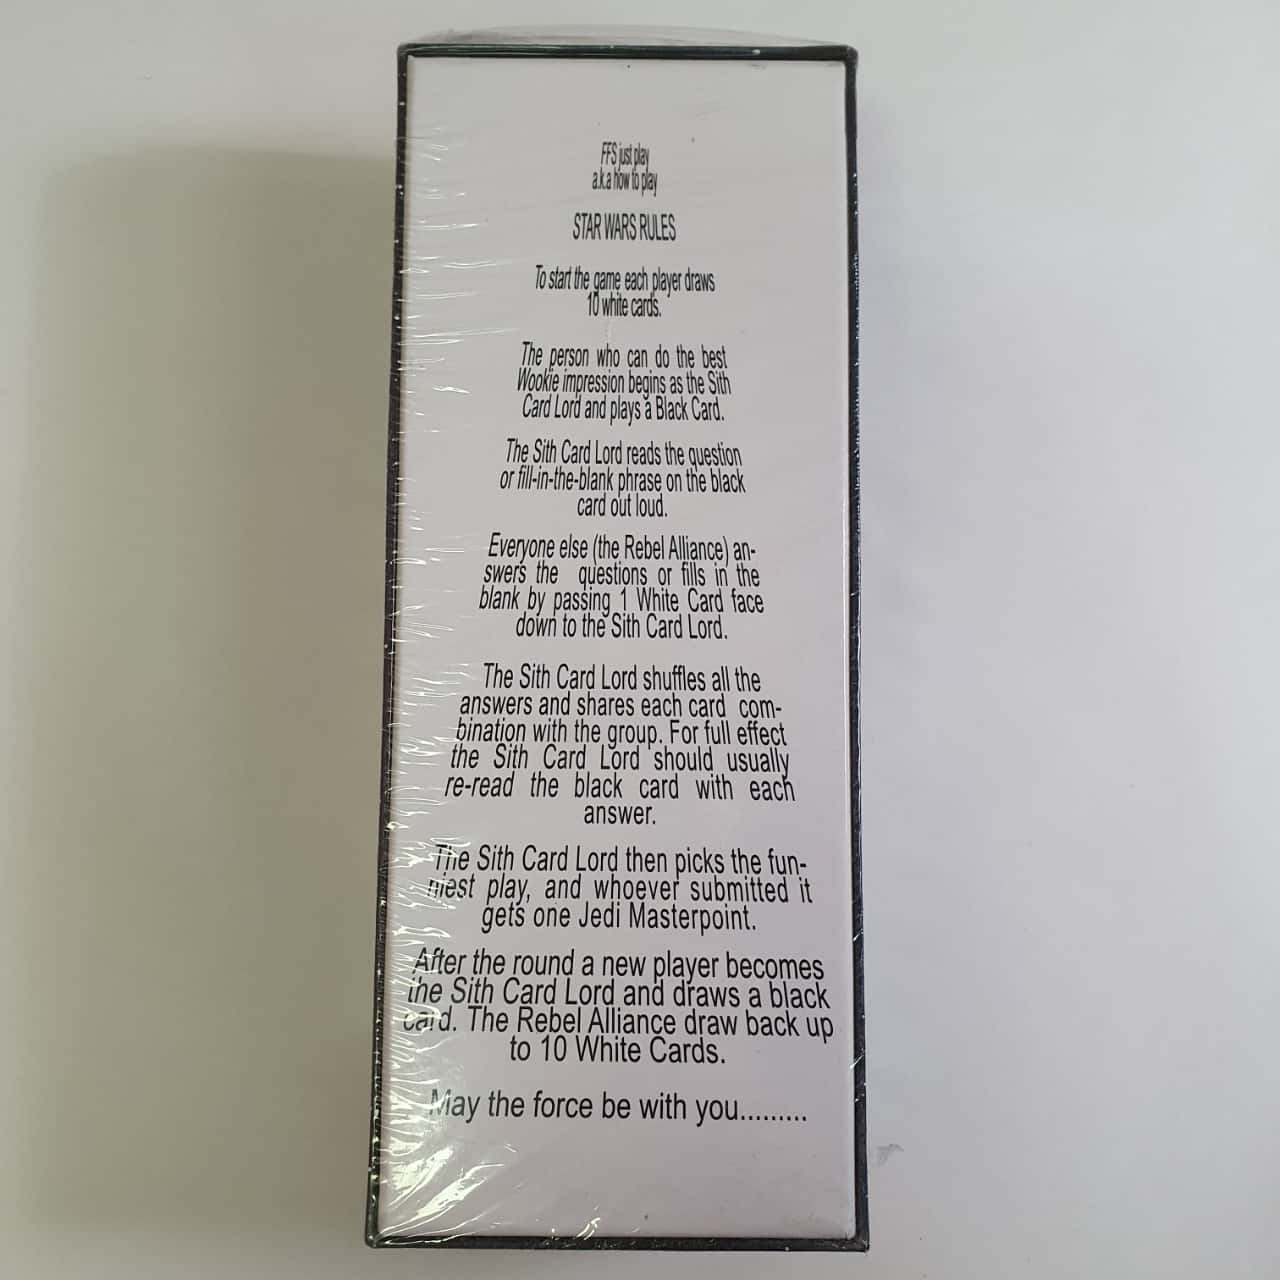 FFS just play
a.k.a how to play
STAR WARS RULES
To start the game each player draws
10 white cards.
The person who can do the best
Wookie impression begins as the Sith
Card Lord and plays a Black Card.
The Sith Card Lord reads the question
or fill-in-the-blank phrase on the black
card out loud.
Everyone else (the Rebel Alliance) an-
swers the questions or fills in the
blank by passing 1 White Card face
down to the Sith Card Lord.
The Sith Card Lord shuffles all the
answers and shares each card com-
bination with the group. For full effect
the Sith Card Lord should usually
re-read the black card with each
answer.
The Sith Card Lord then picks the fun-
niest play, and whoever submitted it
gets one Jedi Masterpoint.
After the round a new player becomes
the Sith Card Lord and draws a black
card. The Rebel Alliance draw back up
to 10 White Cards.
May the force be with you.........